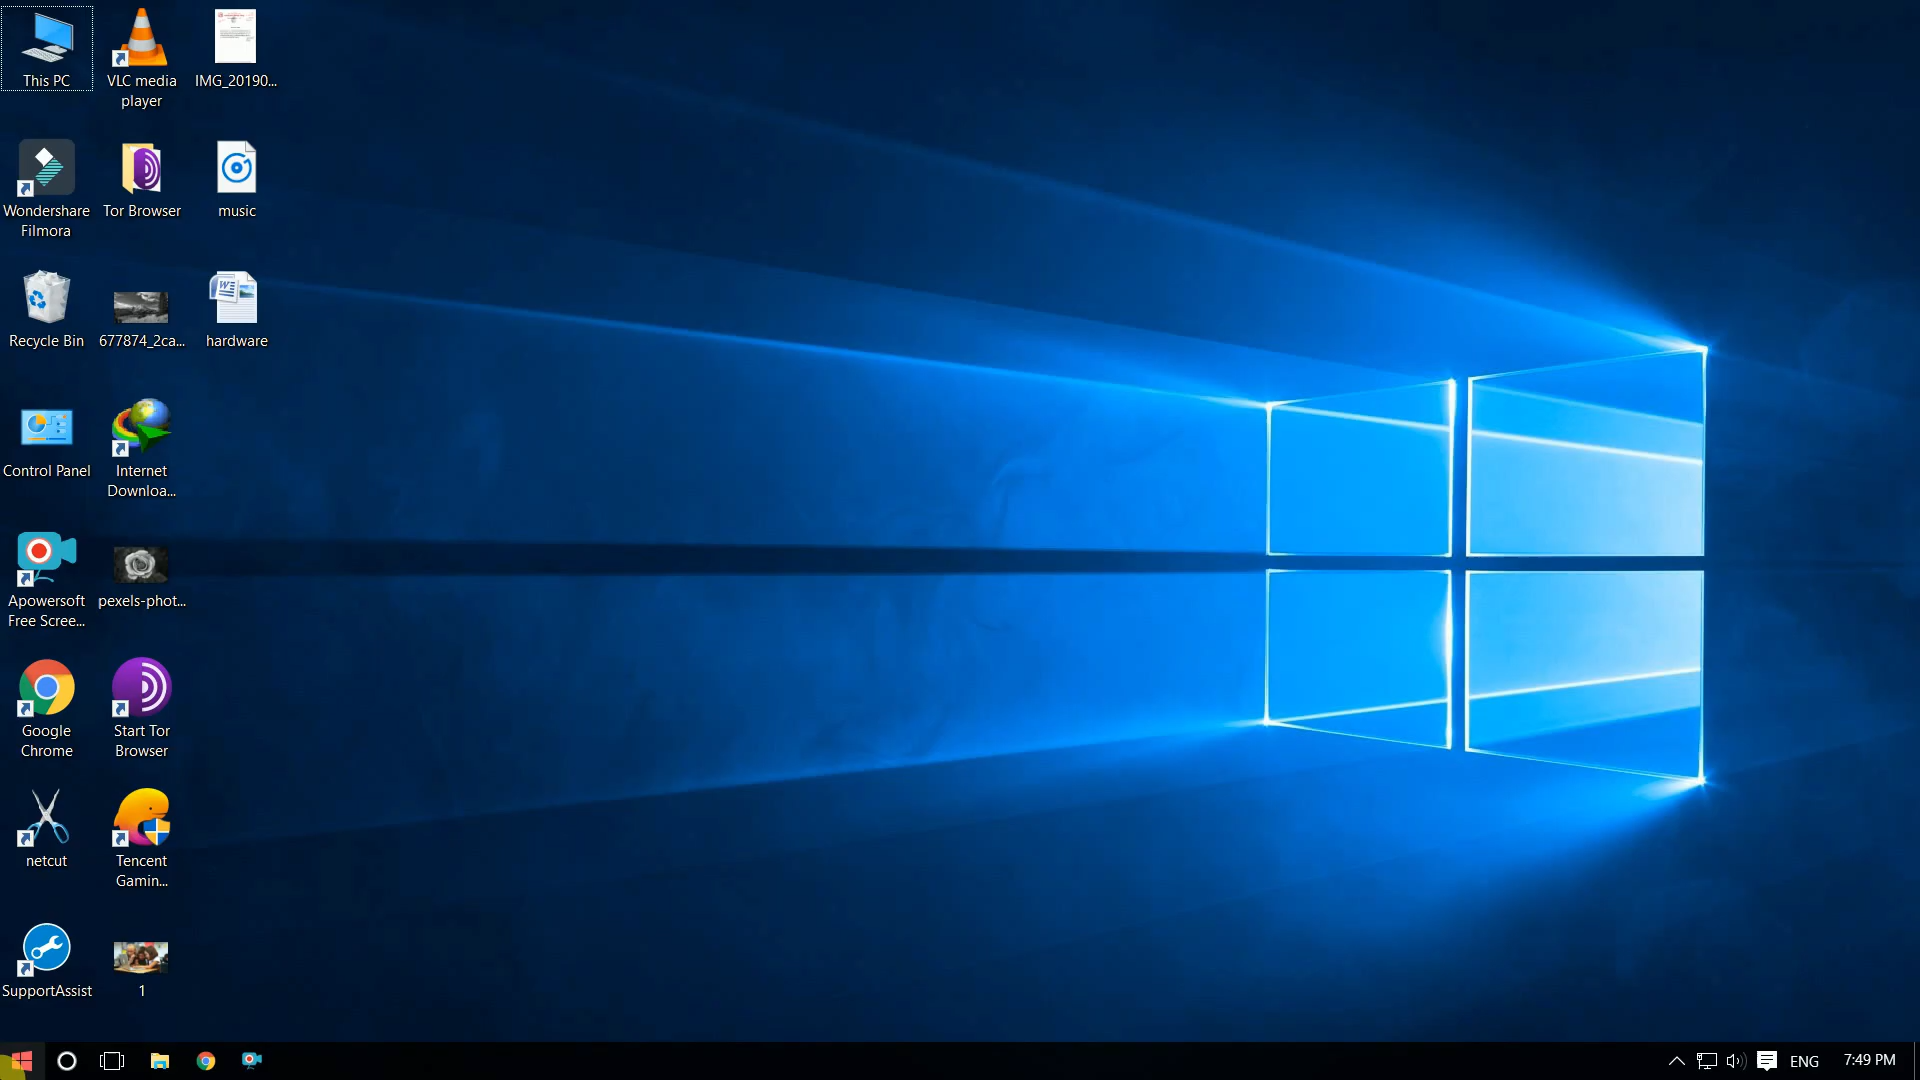 This PC
VLC media
player
IMG_20190...
Wondershare
Filmora
Tor Browser
music
Recycle Bin
677874_2ca...
hardware
Control Panel
Internet
Downloa...
Apowersoft
Free Scree...
pexels-phot...
Google
Chrome
Start Tor
Browser
netcut
Tencent
Gamin...
SupportAssist
1
ENG
7:49 PM